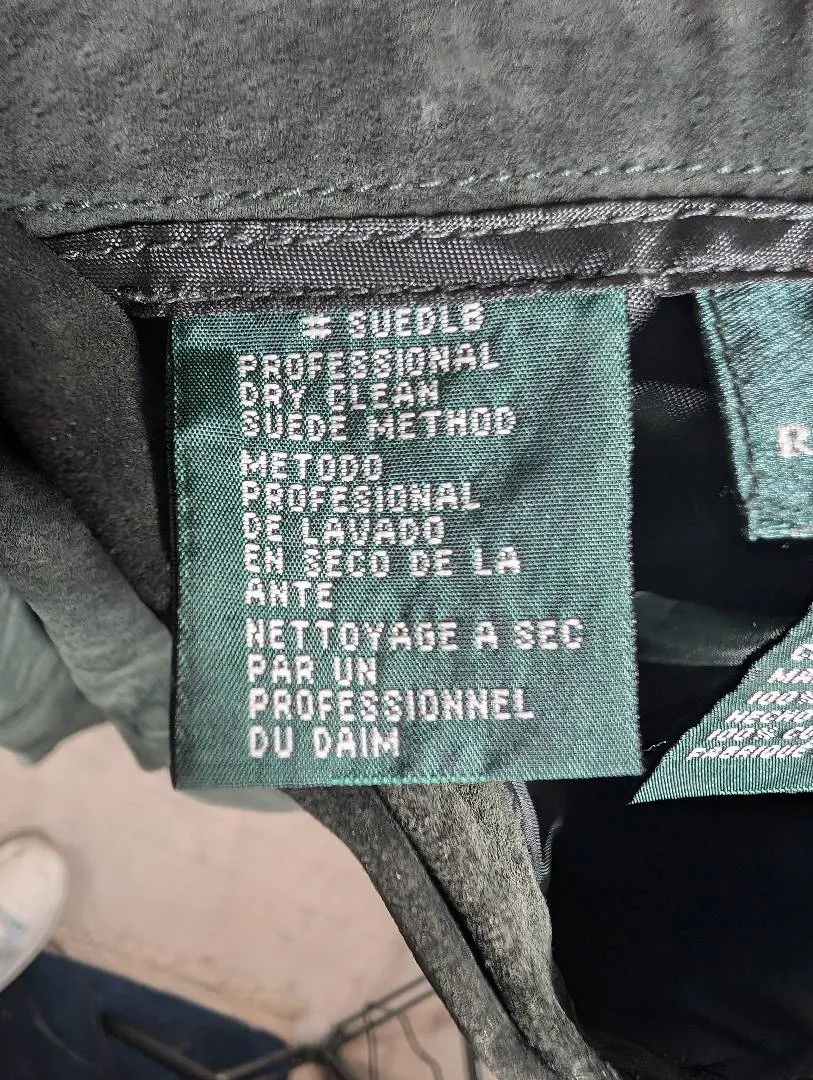 # SUEDLB
PROFESSIONAL
DRY CLEAN
SUEDE METHOD
METODO
PROFESIONAL
DE LAVADO
EN SECO DE LA
ANTE
NETTOYAGE A SEC
PAR UN
PROFESSIONNEL
DU DAIM
R